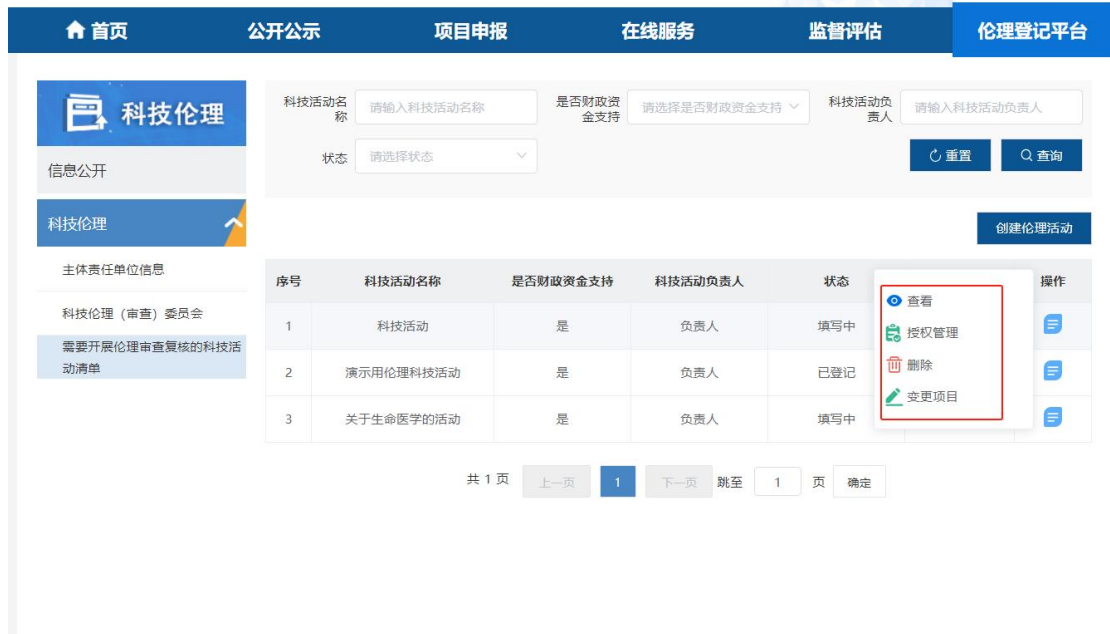 首页 公开公示 项目申报 在线服务 监督评估 伦理登记平台
科技伦理
信息公开
科技伦理
主体责任单位信息
科技伦理（审查）委员会
需要开展伦理审查复核的科技活
动清单
科技活动名
称
请输入科技活动名称
是否财政资
金支持
请选择是否财政资金支持
科技活动负
责人
请输入科技活动负责人
状态
请选择状态
重置 查询
创建伦理活动
序号 科技活动名称 是否财政资金支持 科技活动负责人 状态 操作
1 科技活动 是 负责人 填写中
2 演示用伦理科技活动 是 负责人 已登记
3 关于生命医学的活动 是 负责人 填写中
查看
授权管理
删除
变更项目
共 1 页 上一页 1 下一页 跳至 1 页 确定